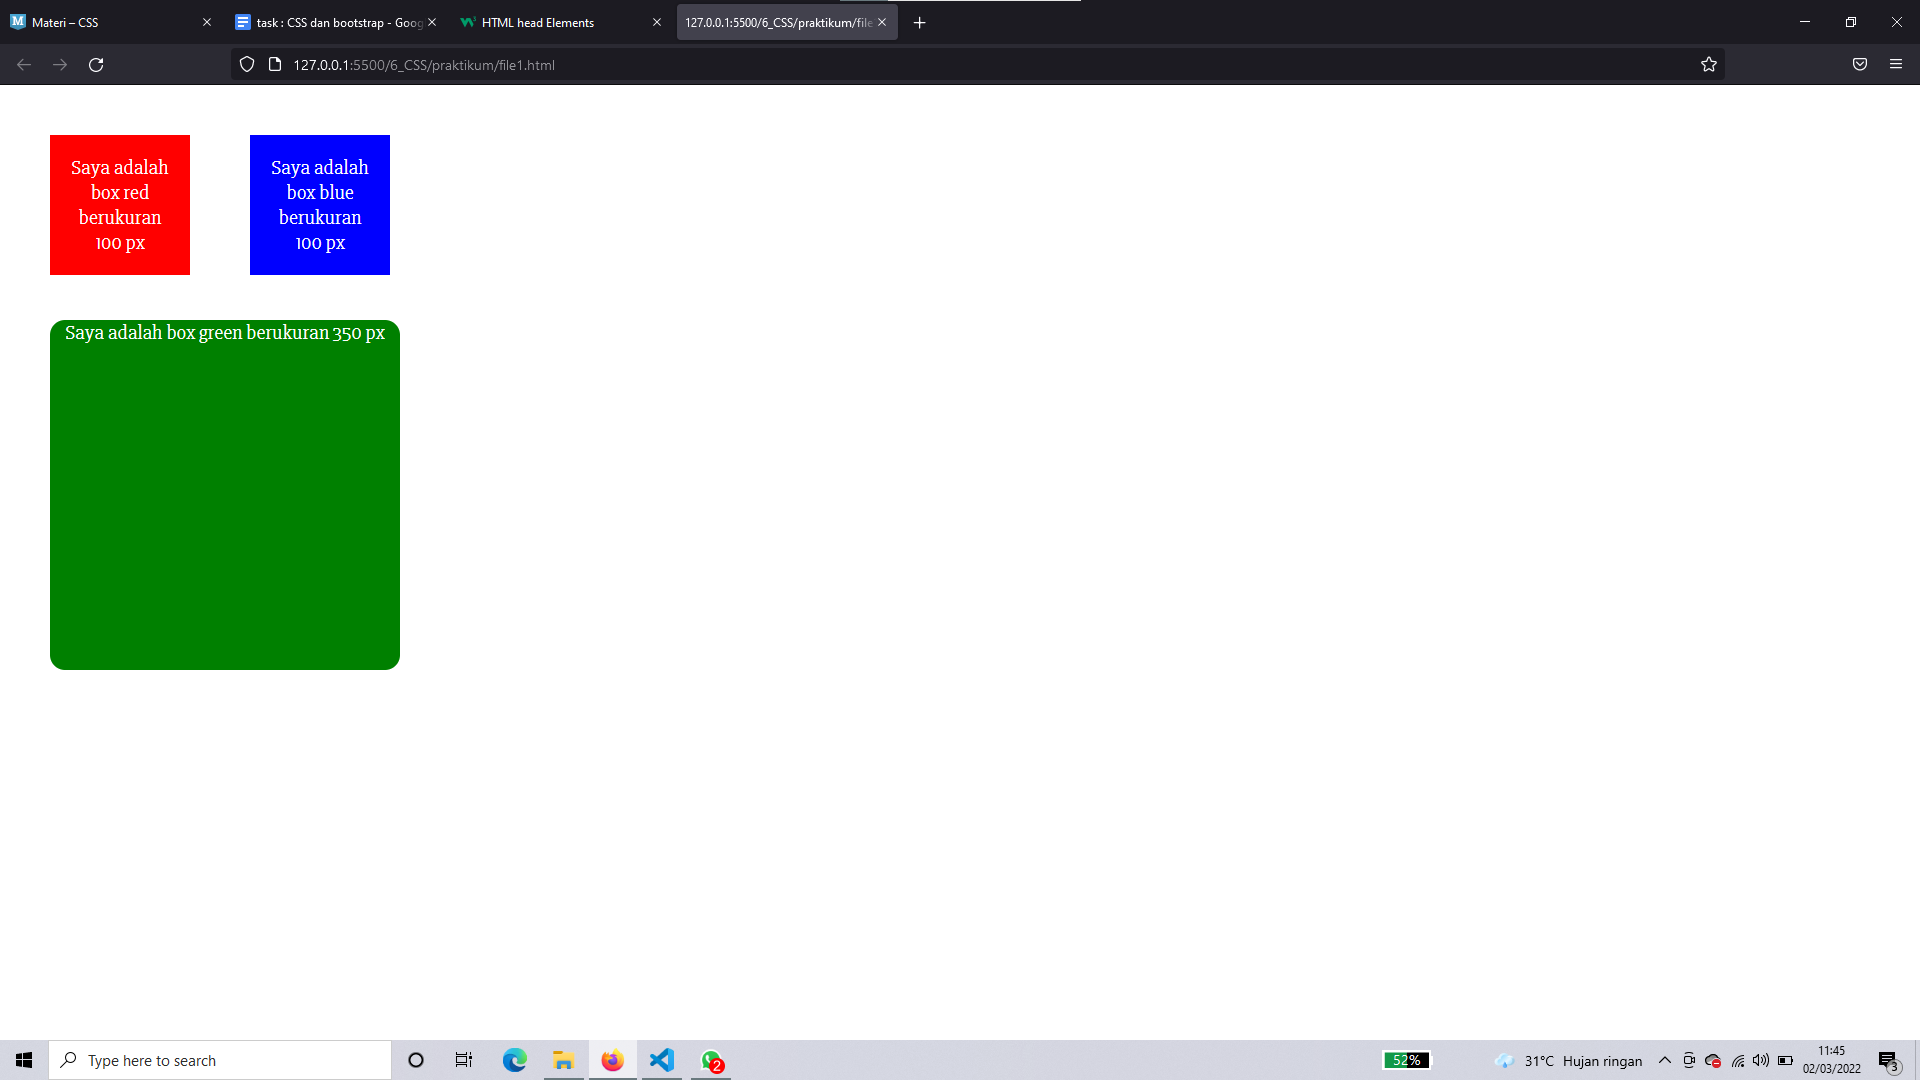 Materi – CSS
task : CSS dan bootstrap - Goog
HTML head Elements
127.0.0.1:5500/6_CSS/praktikum/file
127.0.0.1:5500/6_CSS/praktikum/file1.html
Saya adalah
box red
berukuran
100 px
Saya adalah
box blue
berukuran
100 px
Saya adalah box green berukuran 350 px
Type here to search
2
52%
31°C Hujan ringan
11:45
02/03/2022
3